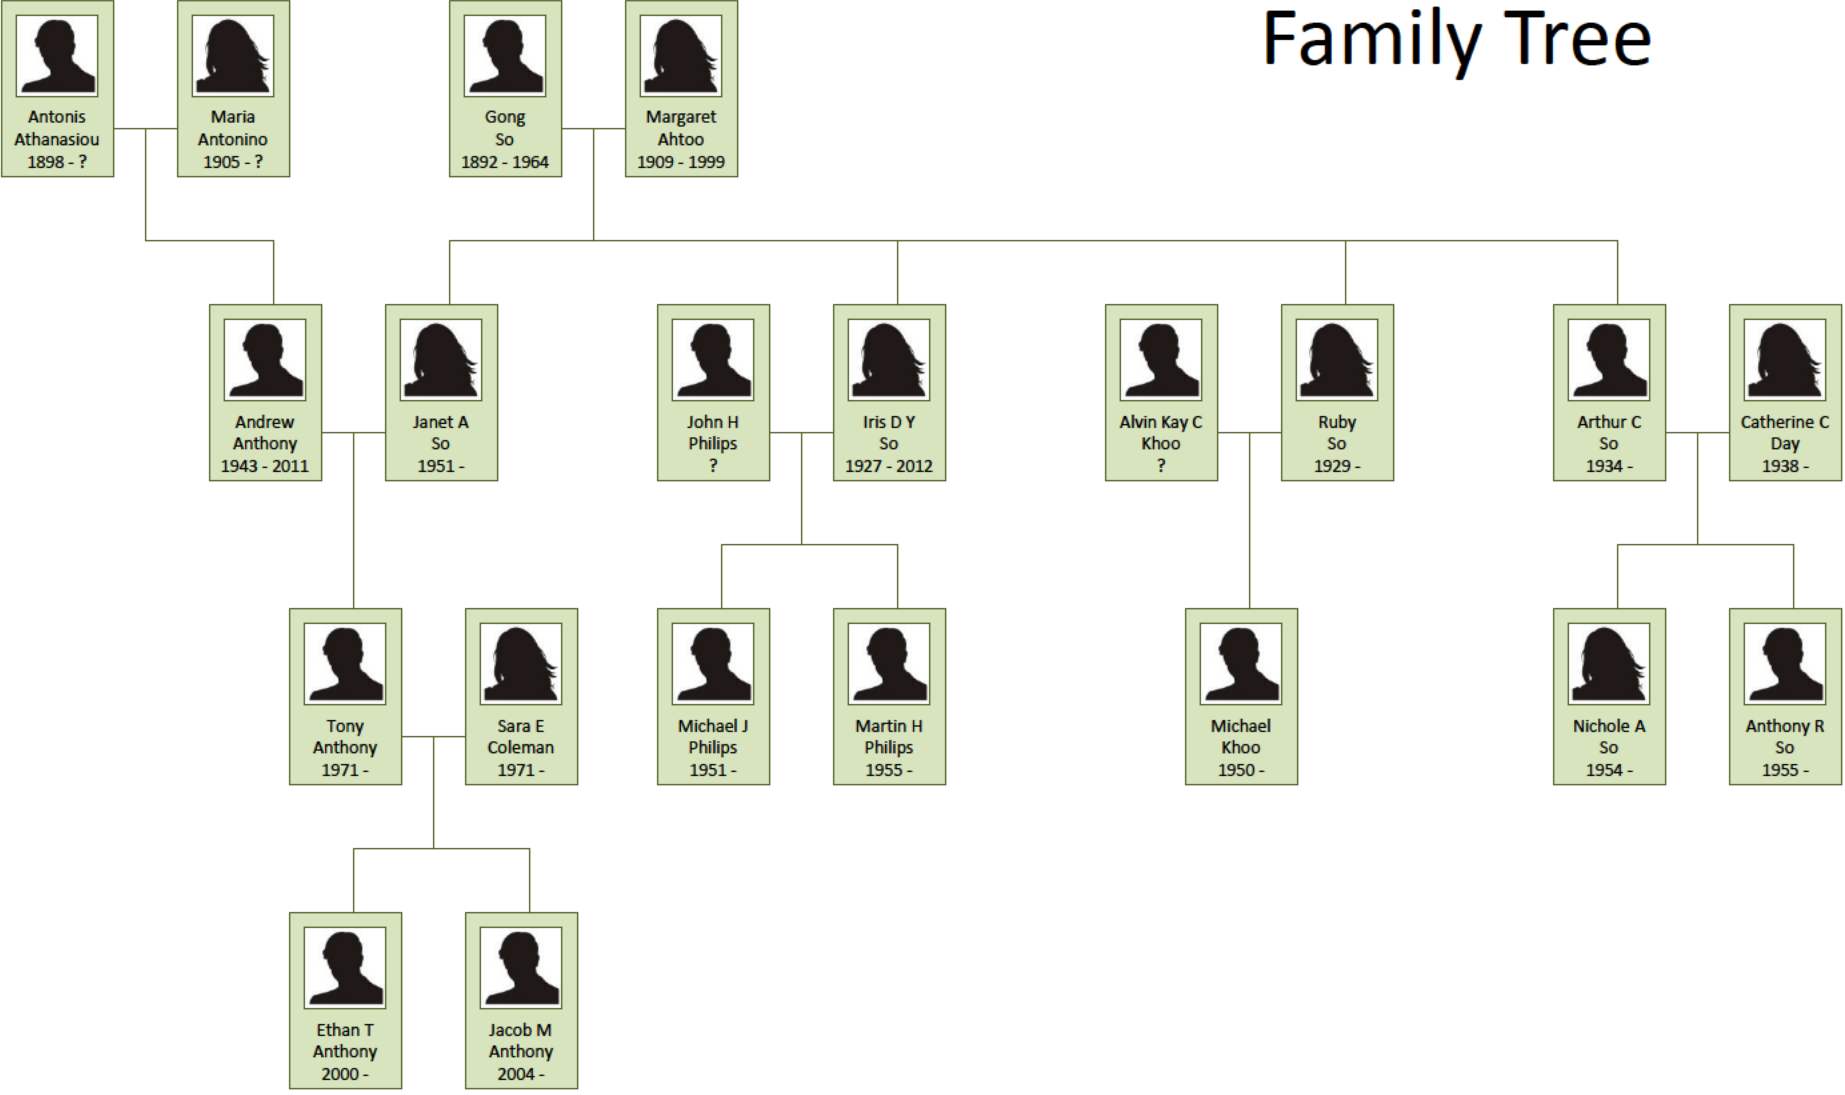 Family Tree
Antonis
Athanasiou
1898 - ?
Maria
Antonino
1905 - ?
Gong
So
1892 - 1964
Margaret
Ahtoo
1909 - 1999
Andrew
Anthony
1943 - 2011
Janet A
So
1951 -
John H
Philips
?
Iris D Y
So
1927 - 2012
Alvin Kay C
Khoo
?
Ruby
So
1929 -
Arthur C
So
1934 -
Catherine C
Day
1938 -
Tony
Anthony
1971 -
Sara E
Coleman
1971 -
Michael J
Philips
1951 -
Martin H
Philips
1955 -
Michael
Khoo
1950 -
Nichole A
So
1954 -
Anthony R
So
1955 -
Ethan T
Anthony
2000 -
Jacob M
Anthony
2004 -